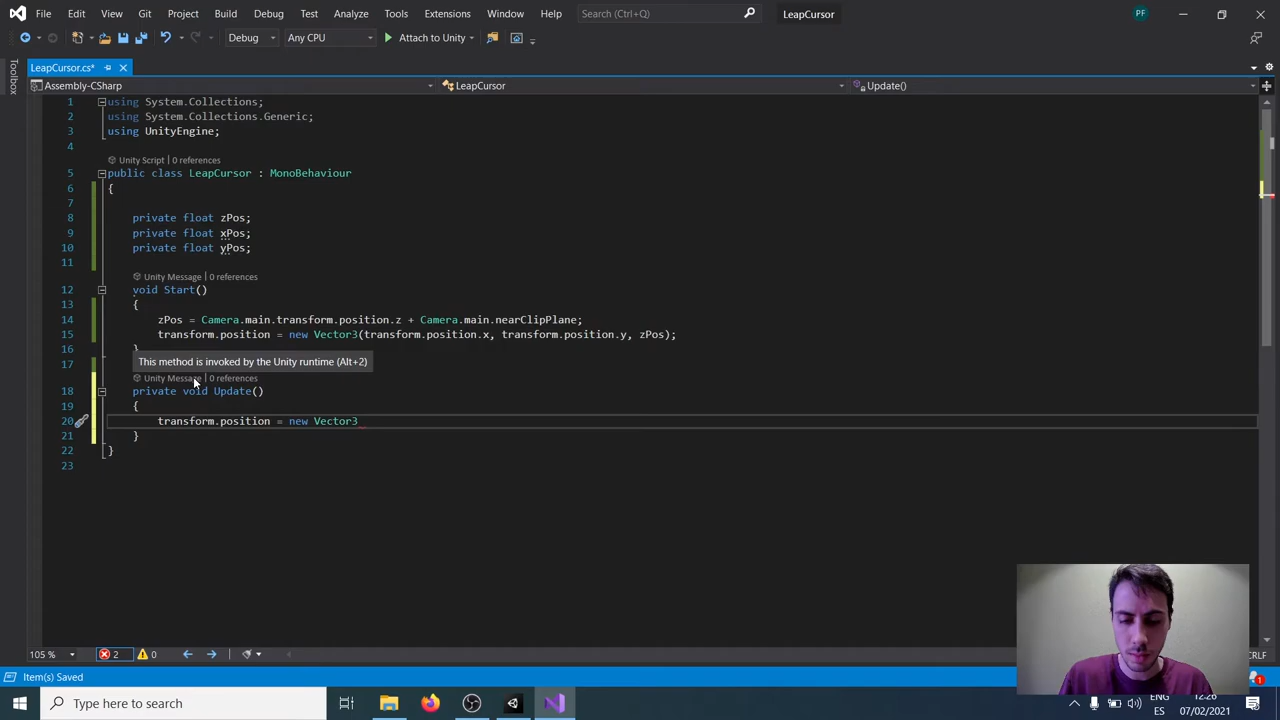 File Edit View Git Project Build Debug Test Analyze Tools Extensions Window Help Search (Ctrl+Q) LeapCursor PF
Debug Any CPU Attach to Unity
Toolbox
LeapCursor.cs*
Assembly-CSharp LeapCursor Update()
1 using System.Collections;
2 using System.Collections.Generic;
3 using UnityEngine;
4
Unity Script | 0 references
5 public class LeapCursor : MonoBehaviour
6 {
7
8 private float zPos;
9 private float xPos;
10 private float yPos;
11
Unity Message | 0 references
12 void Start()
13 {
14 zPos = Camera.main.transform.position.z + Camera.main.nearClipPlane;
15 transform.position = new Vector3(transform.position.x, transform.position.y, zPos);
16 }
This method is invoked by the Unity runtime (Alt+2)
17
Unity Message | 0 references
18 private void Update()
19 {
20 transform.position = new Vector3
21 }
22 }
23
105 % 2 0 CRLF
Item(s) Saved 1
Type here to search ENG 12:26
ES 07/02/2021